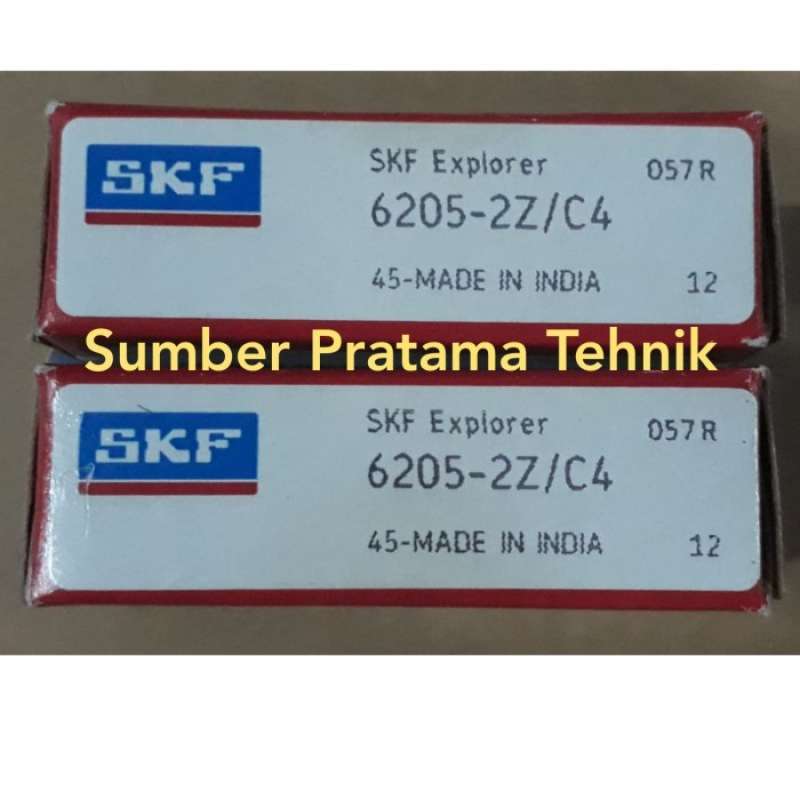 SKF
SKF Explorer
057R
6205-2Z/C4
45-MADE IN INDIA
12
Sumber Pratama Tehnik
SKF
SKF Explorer
057R
6205-2Z/C4
45-MADE IN INDIA
12